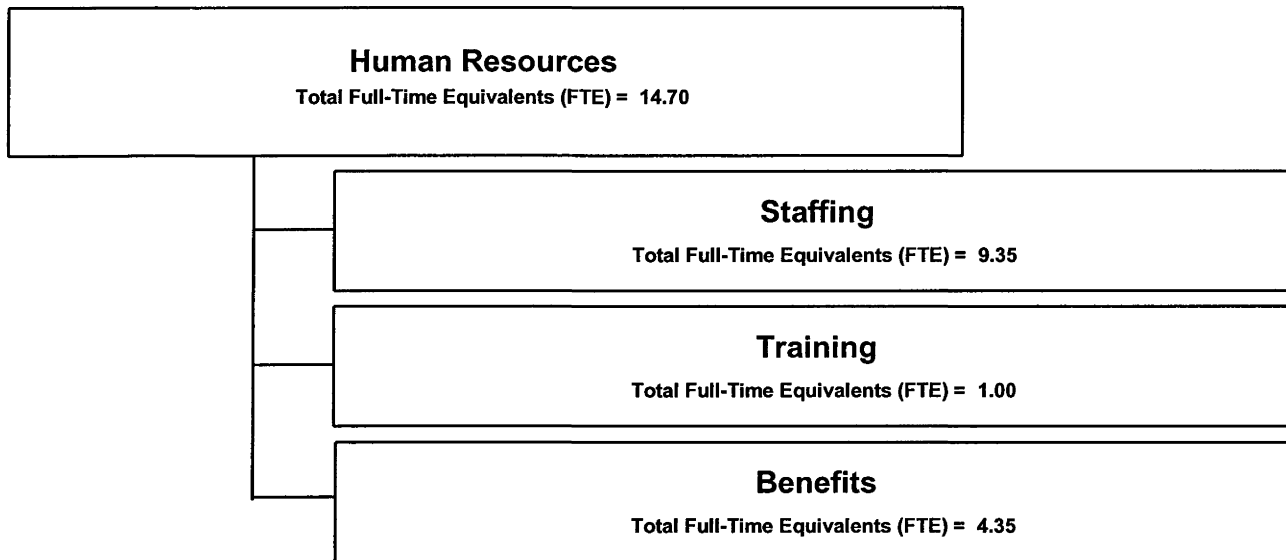 Human Resources
Total Full-Time Equivalents (FTE) = 14.70
Staffing
Total Full-Time Equivalents (FTE) = 9.35
Training
Total Full-Time Equivalents (FTE) = 1.00
Benefits
Total Full-Time Equivalents (FTE) = 4.35